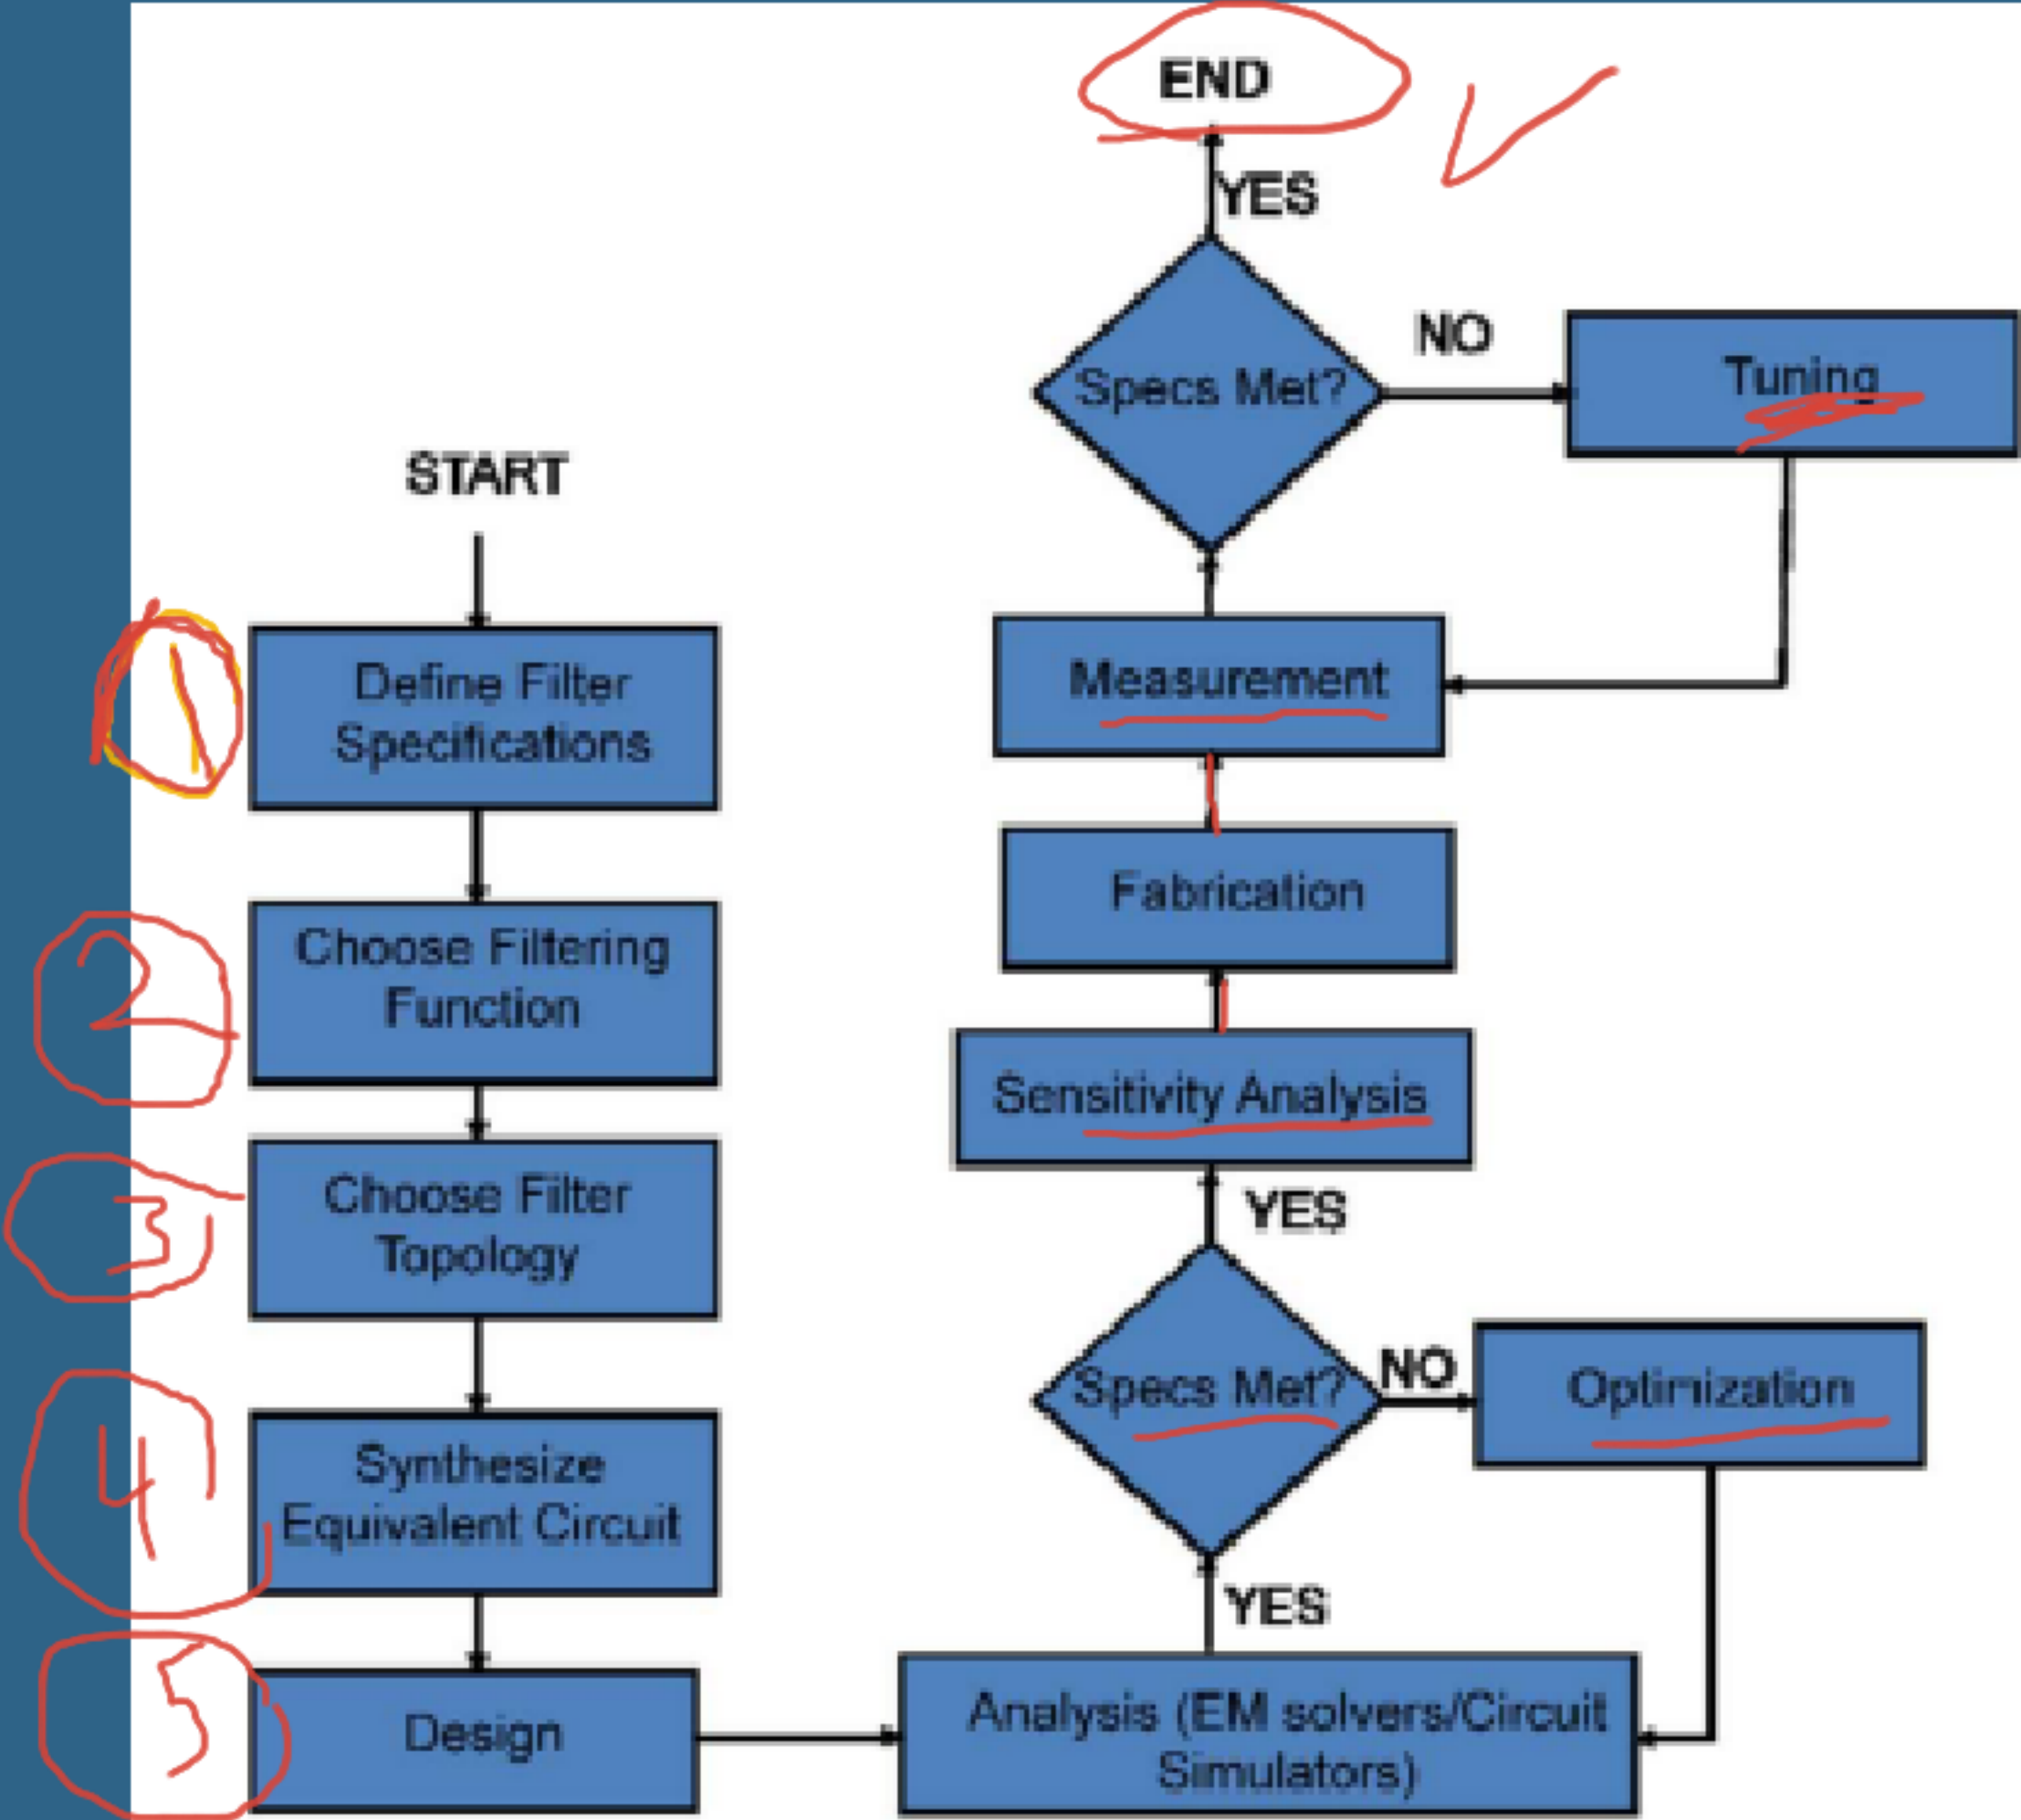 START
1
Define Filter
Specifications
2
Choose Filtering
Function
3
Choose Filter
Topology
4
Synthesize
Equivalent Circuit
5
Design
Analysis (EM solvers/Circuit
Simulators)
YES
Specs Met?
NO
Optimization
YES
Sensitivity Analysis
Fabrication
Measurement
Specs Met?
NO
Tuning
YES
END